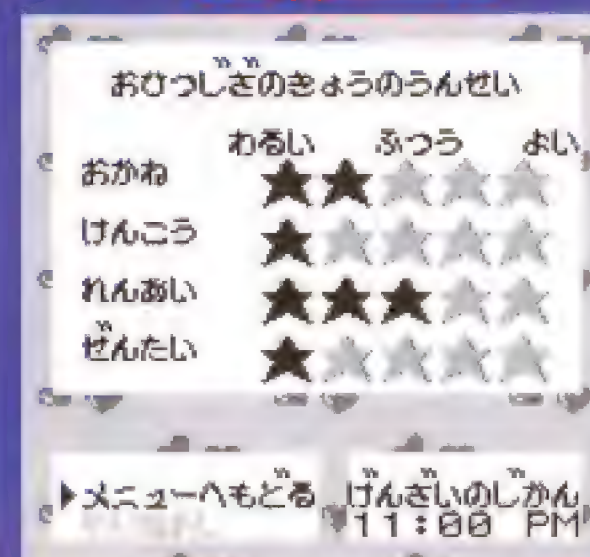 おひつじざのきょうのうんせい
わるい ふつう よい
おかね ★★★★★
けんこう ★★★★★
れんあい ★★★★★
ぜんたい ★★★★★
▶メニューへもどる
げんざいのじかん
11:00 PM